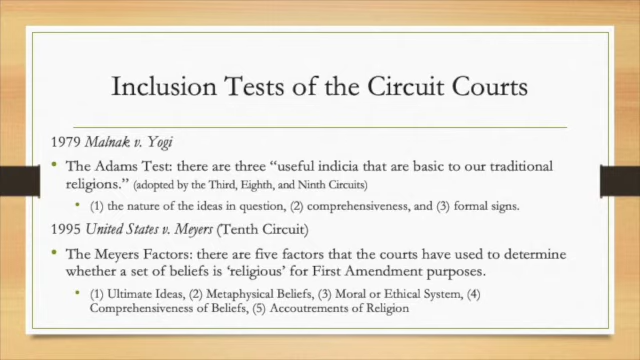 Inclusion Tests of the Circuit Courts
1979 Malnak v. Yogi
• The Adams Test: there are three “useful indicia that are basic to our traditional
religions.” (adopted by the Third, Eighth, and Ninth Circuits)
• (1) the nature of the ideas in question, (2) comprehensiveness, and (3) formal signs.
1995 United States v. Meyers (Tenth Circuit)
• The Meyers Factors: there are five factors that the courts have used to determine
whether a set of beliefs is ‘religious’ for First Amendment purposes.
• (1) Ultimate Ideas, (2) Metaphysical Beliefs, (3) Moral or Ethical System, (4)
Comprehensiveness of Beliefs, (5) Accoutrements of Religion